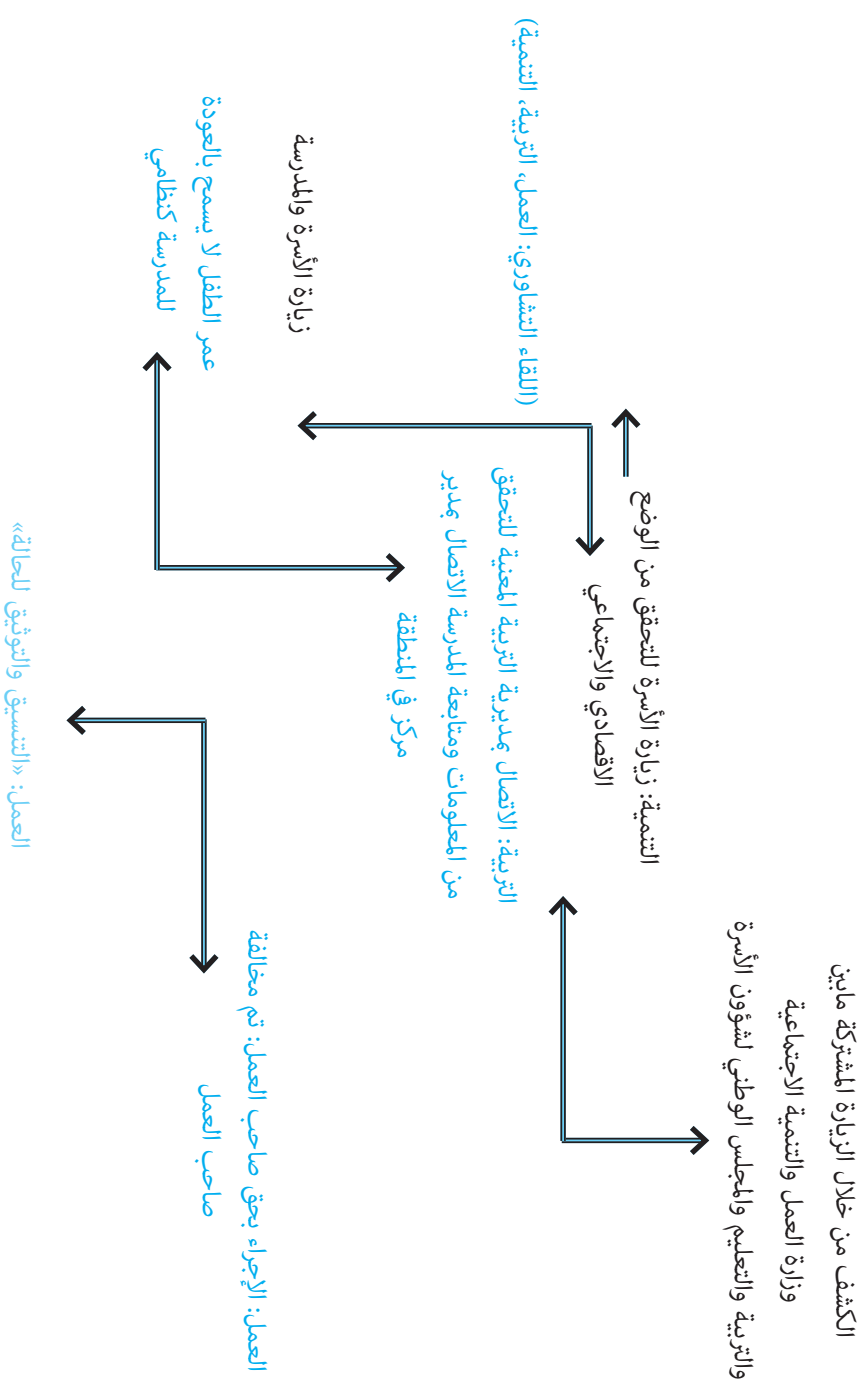 الكشف من خلال الزيارة المشتركة مابين
وزارة العمل والتنمية الاجتماعية
والتربية والتعليم والمجلس الوطني لشؤون الأسرة
التنمية: زيارة الأسرة للتحقق من الوضع
الاقصادي والاجتماعي
(اللقاء التشاوري: العمل، التربية، التنمية)
التربية: الاتصال بمديرية التربية المعنية للتحقق
من المعلومات ومتابعة المدرسة الاتصال بمدير
مركز في المنطقة
زيارة الأسرة والمدرسة
العمل: الإجراء بحق صاحب العمل: تم مخالفة
صاحب العمل
عمر الطفل لا يسمح بالعودة
للمدرسة كنظامي
العمل: «التنسيق والتوثيق للحالة»